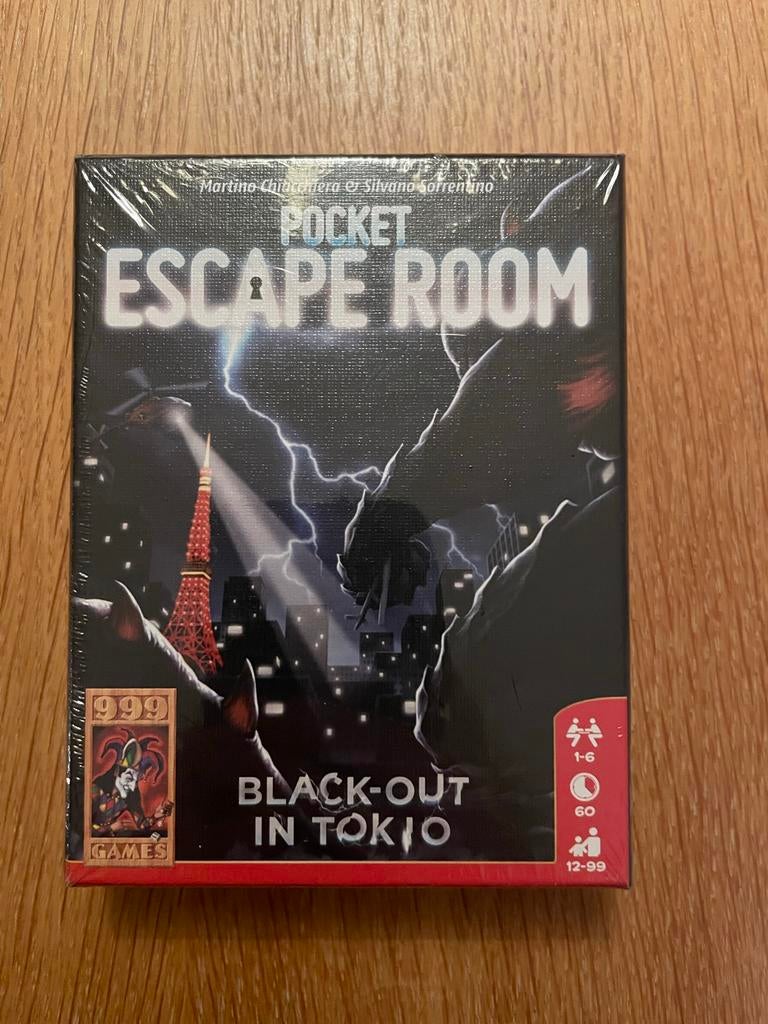 Martino Chiacchiera & Silvano Sorrentino
POCKET
ESCAPE ROOM
BLACK-OUT
IN TOKIO
999
GAMES
1-6
60
12-99